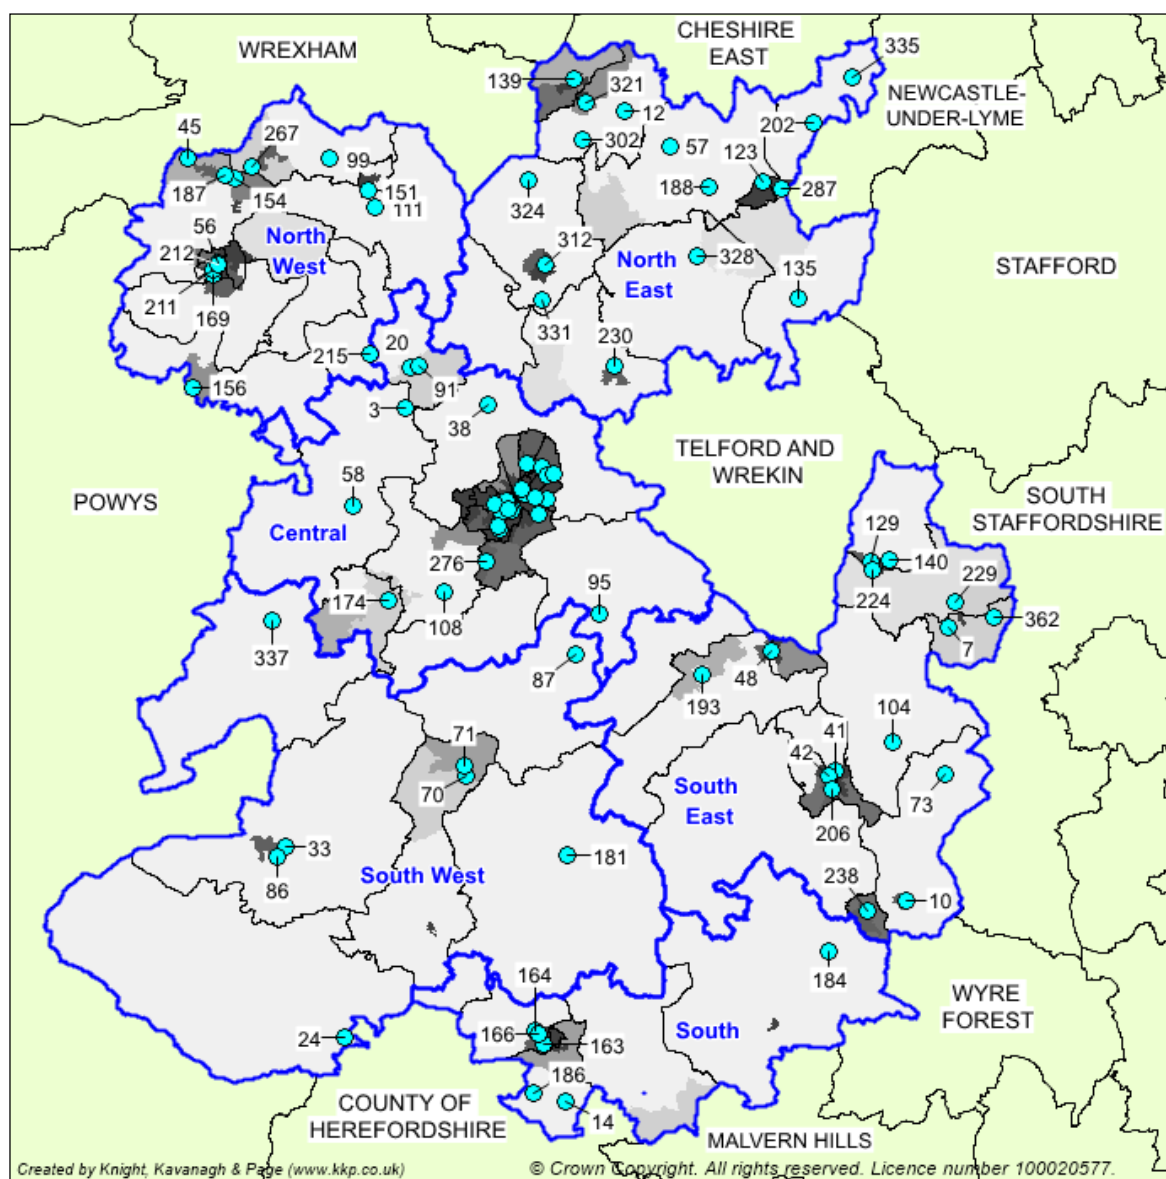 CHESHIRE
EAST
WREXHAM
335
139
321
NEWCASTLE-
UNDER-LYME
12
202
45
267
302
57
99
123
187
154
151
188
287
111
324
56
North
West
212
312
North
East
328
STAFFORD
135
211
169
331
20
215
230
156
91
3
38
TELFORD AND
WREKIN
58
POWYS
SOUTH
STAFFORDSHIRE
Central
129
140
276
229
174
95
224
362
108
337
7
87
48
193
71
104
41
42
70
73
South
East
206
33
181
South West
238
86
10
164
184
WYRE
FOREST
24
166
163
South
186
COUNTY OF
HEREFORDSHIRE
14
MALVERN HILLS
Created by Knight, Kavanagh & Page (www.kkp.co.uk)
© Crown Copyright. All rights reserved. Licence number 100020577.